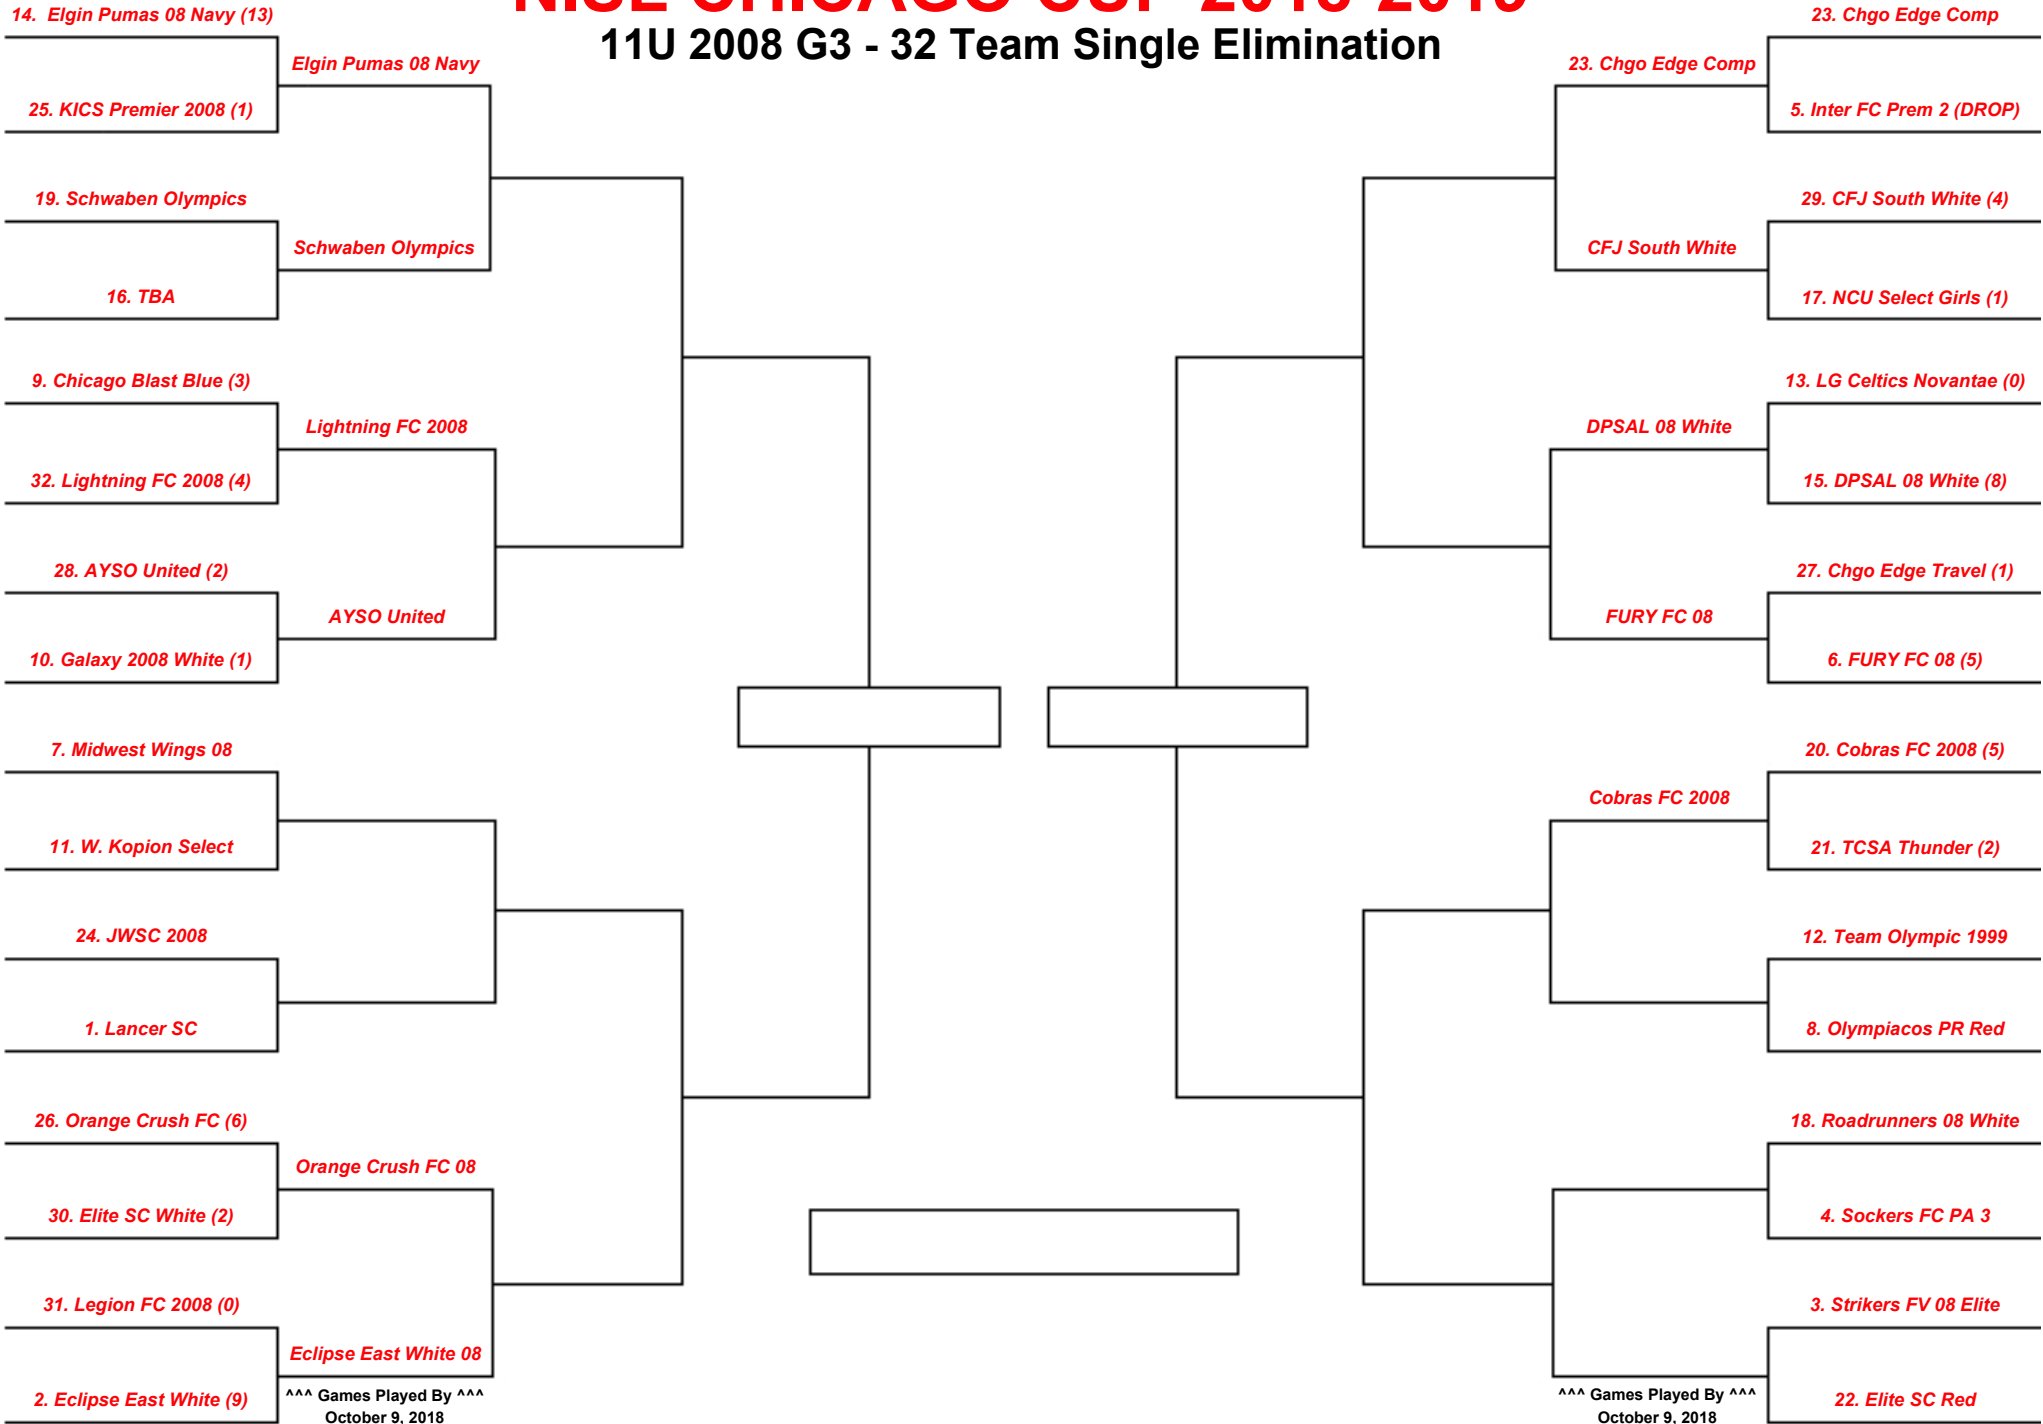 NISL CHICAGO CUP 2018-2019
11U 2008 G3 - 32 Team Single Elimination
14. Elgin Pumas 08 Navy (13)
Elgin Pumas 08 Navy
25. KICS Premier 2008 (1)
19. Schwaben Olympics
Schwaben Olympics
16. TBA
9. Chicago Blast Blue (3)
Lightning FC 2008
32. Lightning FC 2008 (4)
28. AYSO United (2)
AYSO United
10. Galaxy 2008 White (1)
7. Midwest Wings 08
11. W. Kopion Select
24. JWSC 2008
1. Lancer SC
26. Orange Crush FC (6)
Orange Crush FC 08
30. Elite SC White (2)
31. Legion FC 2008 (0)
Eclipse East White 08
2. Eclipse East White (9)
^^^ Games Played By ^^^
October 9, 2018
23. Chgo Edge Comp
23. Chgo Edge Comp
5. Inter FC Prem 2 (DROP)
29. CFJ South White (4)
CFJ South White
17. NCU Select Girls (1)
13. LG Celtics Novantae (0)
DPSAL 08 White
15. DPSAL 08 White (8)
27. Chgo Edge Travel (1)
FURY FC 08
6. FURY FC 08 (5)
20. Cobras FC 2008 (5)
Cobras FC 2008
21. TCSA Thunder (2)
12. Team Olympic 1999
8. Olympiacos PR Red
18. Roadrunners 08 White
4. Sockers FC PA 3
3. Strikers FV 08 Elite
22. Elite SC Red
^^^ Games Played By ^^^
October 9, 2018